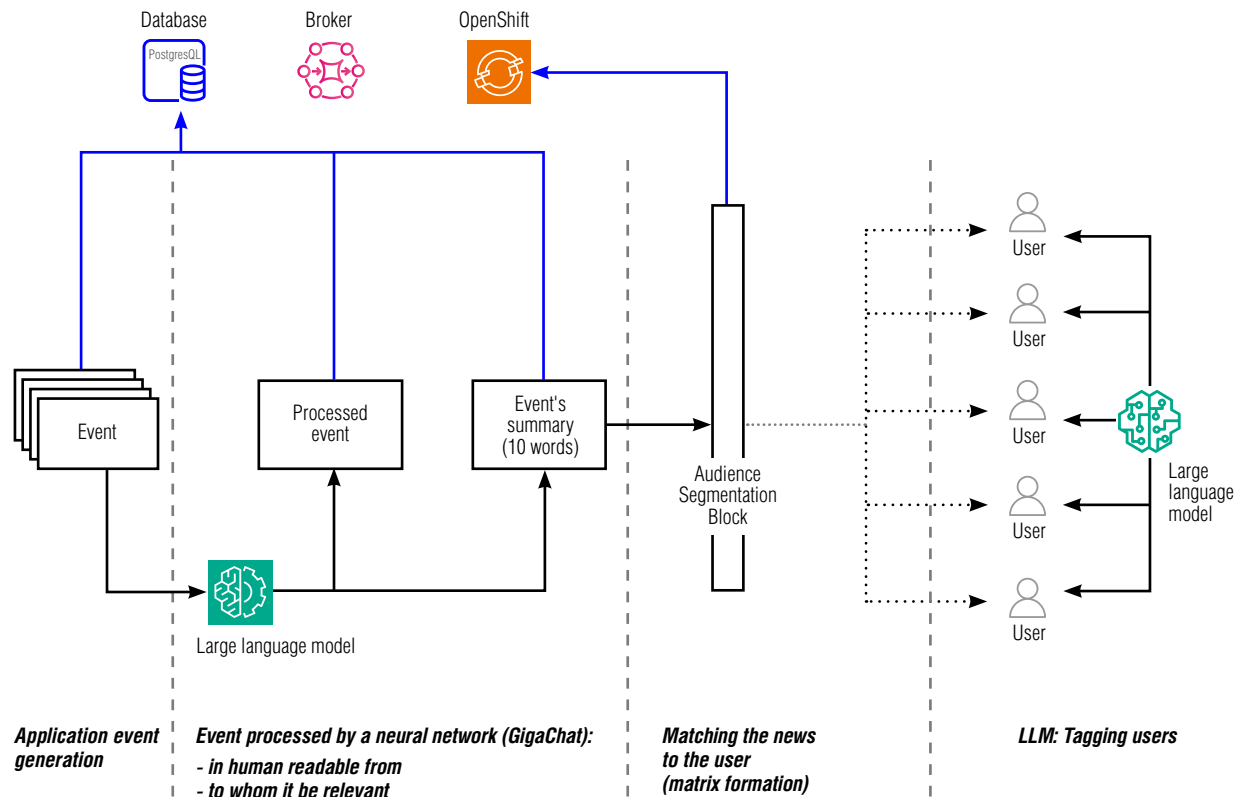 Database
Broker
OpenShift
PostgresQL
User
User
User
User
User
Event
Processed
event
Event's
summary
(10 words)
Audience
Segmentation
Block
Large
language
model
Large language model
Application event
generation
Event processed by a neural network (GigaChat):
- in human readable from
- to whom it be relevant
Matching the news
to the user
(matrix formation)
LLM: Tagging users